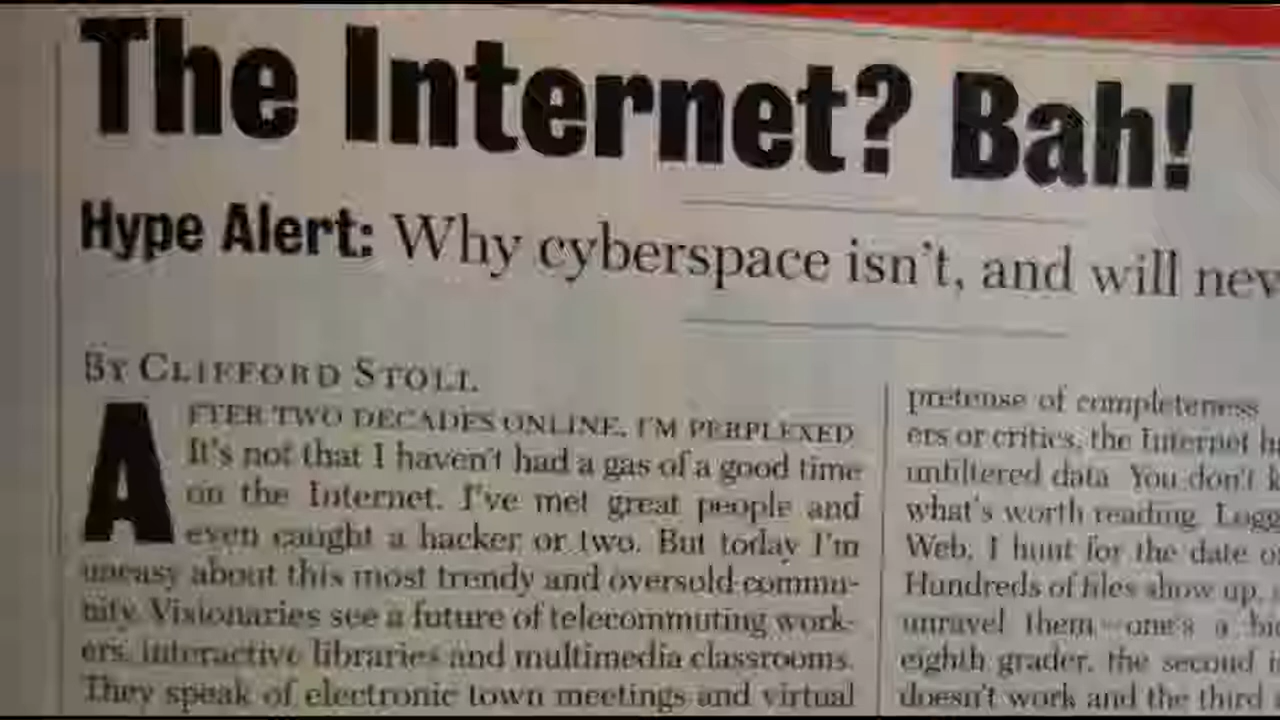 The Internet? Bah!
Hype Alert: Why cyberspace isn't, and will nev
BY CLIFFORD STOLL
AFTER TWO DECADES ONLINE, I'M PERPLEXED.
It's not that I haven't had a gas of a good time
on the Internet. I've met great people and
even caught a hacker or two. But today I'm
uneasy about this most trendy and oversold commu-
nity. Visionaries see a future of telecommuting work-
ers, interactive libraries and multimedia classrooms.
They speak of electronic town meetings and virtual
pretense of completeness
ers or critics, the Internet h
unfiltered data. You don't k
what's worth reading. Logg
Web, I hunt for the date o
Hundreds of files show up,
unravel them—one's a bi
eighth grader, the second i
doesn't work and the third